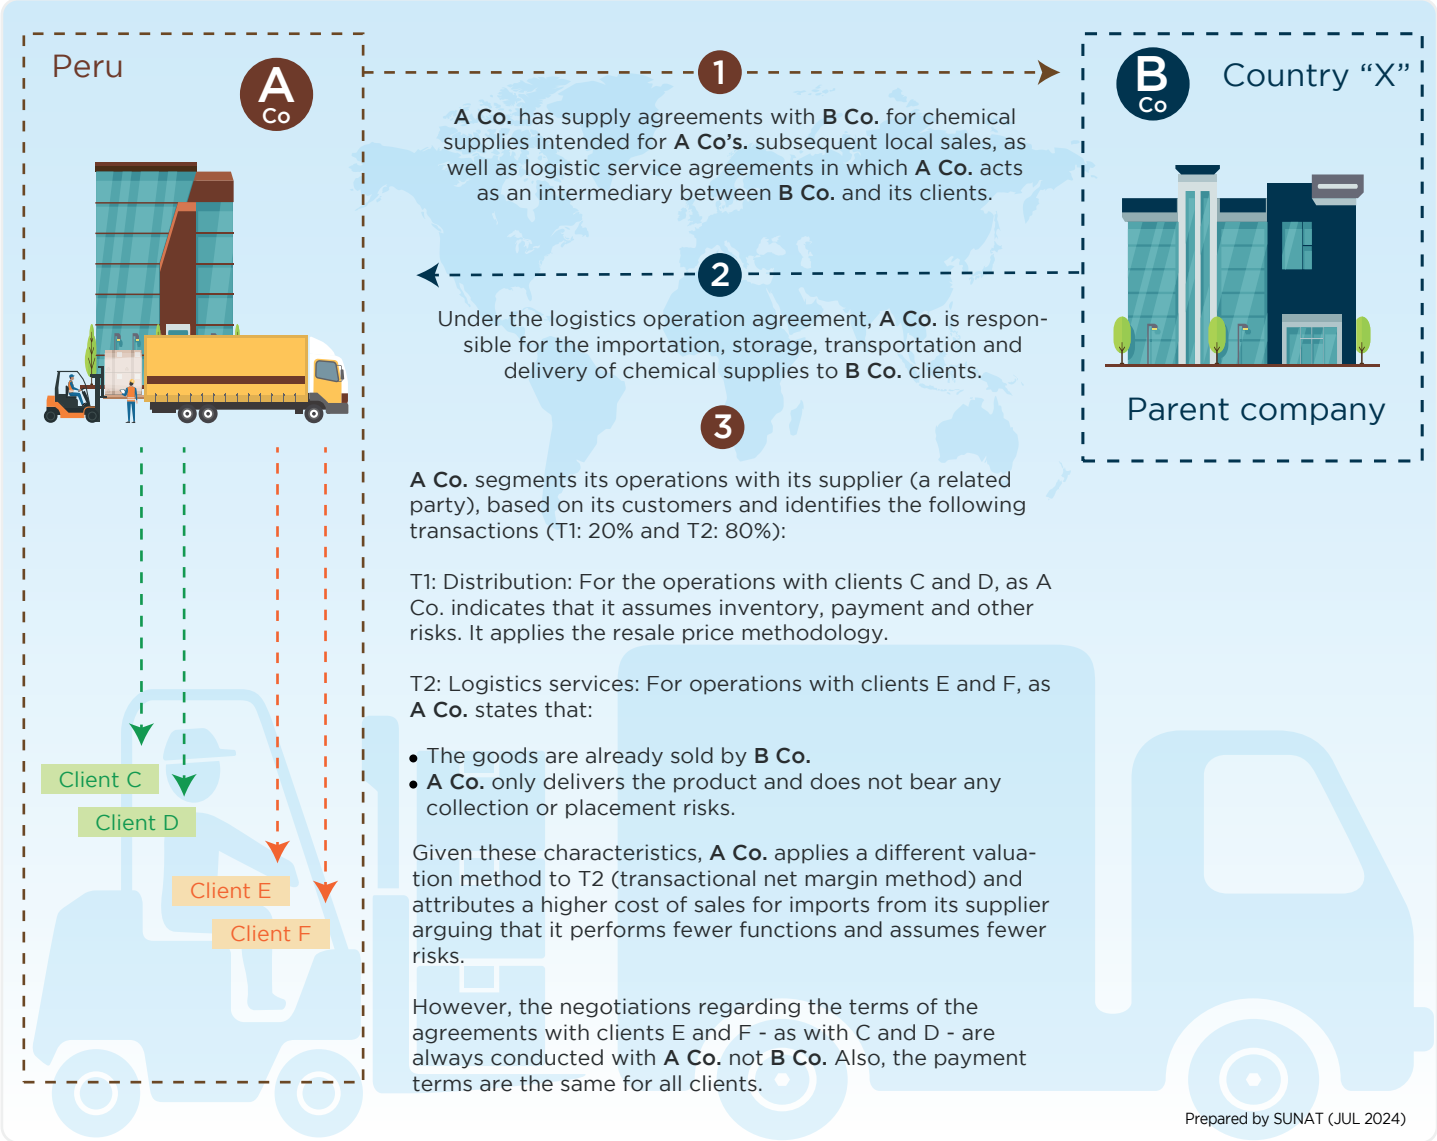 Peru
A
Co
1
B
Co
Country “X”
A Co. has supply agreements with B Co. for chemical
supplies intended for A Co's. subsequent local sales, as
well as logistic service agreements in which A Co. acts
as an intermediary between B Co. and its clients.
2
Under the logistics operation agreement, A Co. is respon-
sible for the importation, storage, transportation and
delivery of chemical supplies to B Co. clients.
Parent company
3
A Co. segments its operations with its supplier (a related
party), based on its customers and identifies the following
transactions (T1: 20% and T2: 80%):
T1: Distribution: For the operations with clients C and D, as A
Co. indicates that it assumes inventory, payment and other
risks. It applies the resale price methodology.
T2: Logistics services: For operations with clients E and F, as
A Co. states that:
• The goods are already sold by B Co.
• A Co. only delivers the product and does not bear any
collection or placement risks.
Given these characteristics, A Co. applies a different valua-
tion method to T2 (transactional net margin method) and
attributes a higher cost of sales for imports from its supplier
arguing that it performs fewer functions and assumes fewer
risks.
However, the negotiations regarding the terms of the
agreements with clients E and F - as with C and D - are
always conducted with A Co. not B Co. Also, the payment
terms are the same for all clients.
Client C
Client D
Client E
Client F
Prepared by SUNAT (JUL 2024)